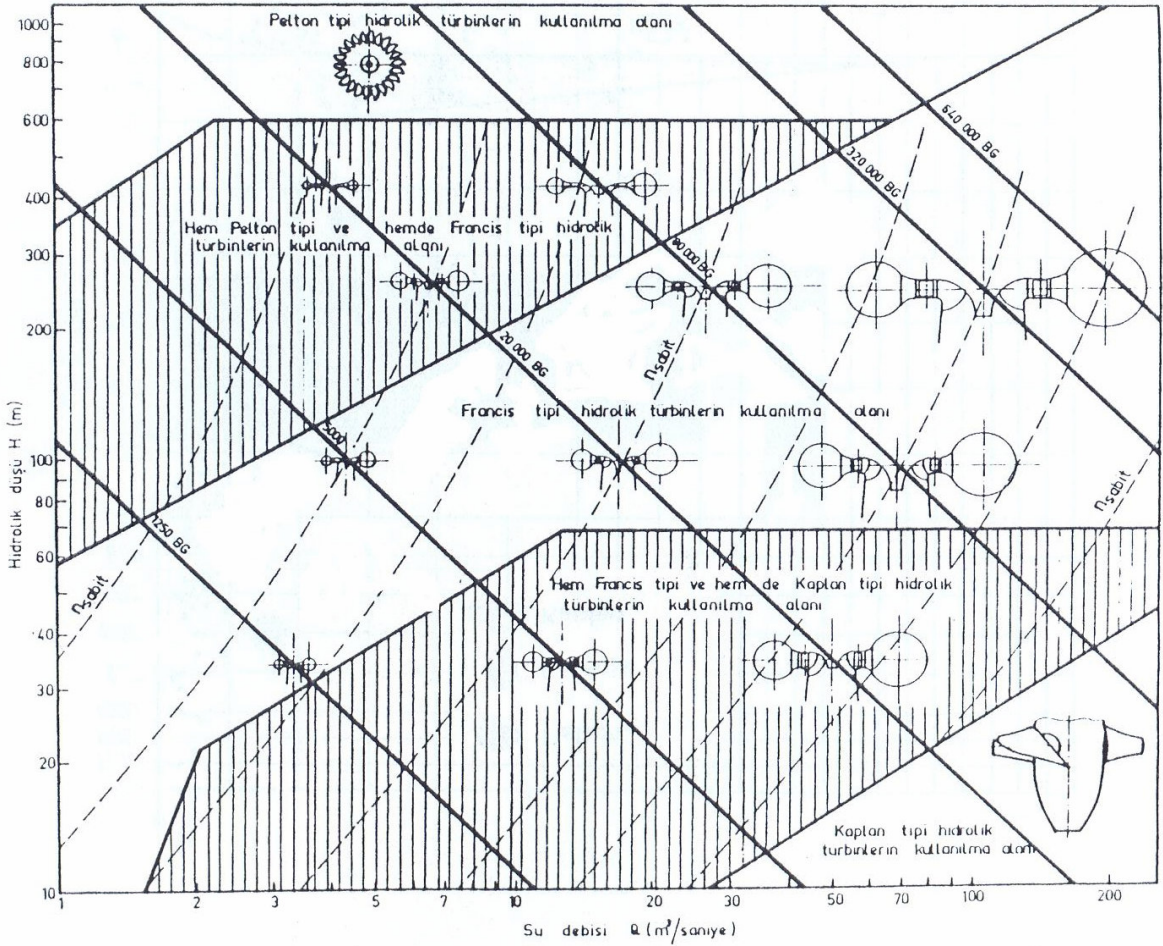 Pelton tipi hidrolik türbinlerin kullanılma alanı
1000
800
600
400
300
200
100
80
60
40
30
20
10
Hidrolik düşü H (m)
640 000 BG
320 000 BG
Hem Pelton tipi ve hemde Francis tipi hidrolik
türbinlerin kullanılma alanı
80 000 BG
20 000 BG
nsabit
Francis tipi hidrolik türbinlerin kullanılma alanı
5000
nsabit
1250 BG
nsabit
Hem Francis tipi ve hem de Kaplan tipi hidrolik
türbinlerin kullanılma alanı
Kaplan tipi hidrolik
türbinlerin kullanılma alanı
1 2 3 5 7 10 20 30 50 70 100 200
Su debisi Q (m³/saniye)